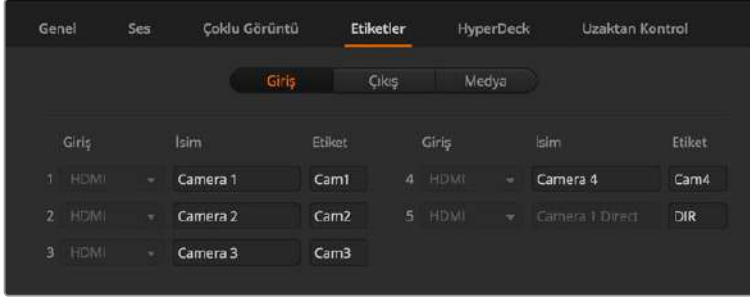 Genel Ses Çoklu Görüntü Etiketler HyperDeck Uzaktan Kontrol
Giriş Çıkış Medya
Giriş İsim Etiket Giriş İsim Etiket
1 HDMI Camera 1 Cam1 4 HDMI Camera 4 Cam4
2 HDMI Camera 2 Cam2 5 HDMI Camera 1 Direct DIR
3 HDMI Camera 3 Cam3